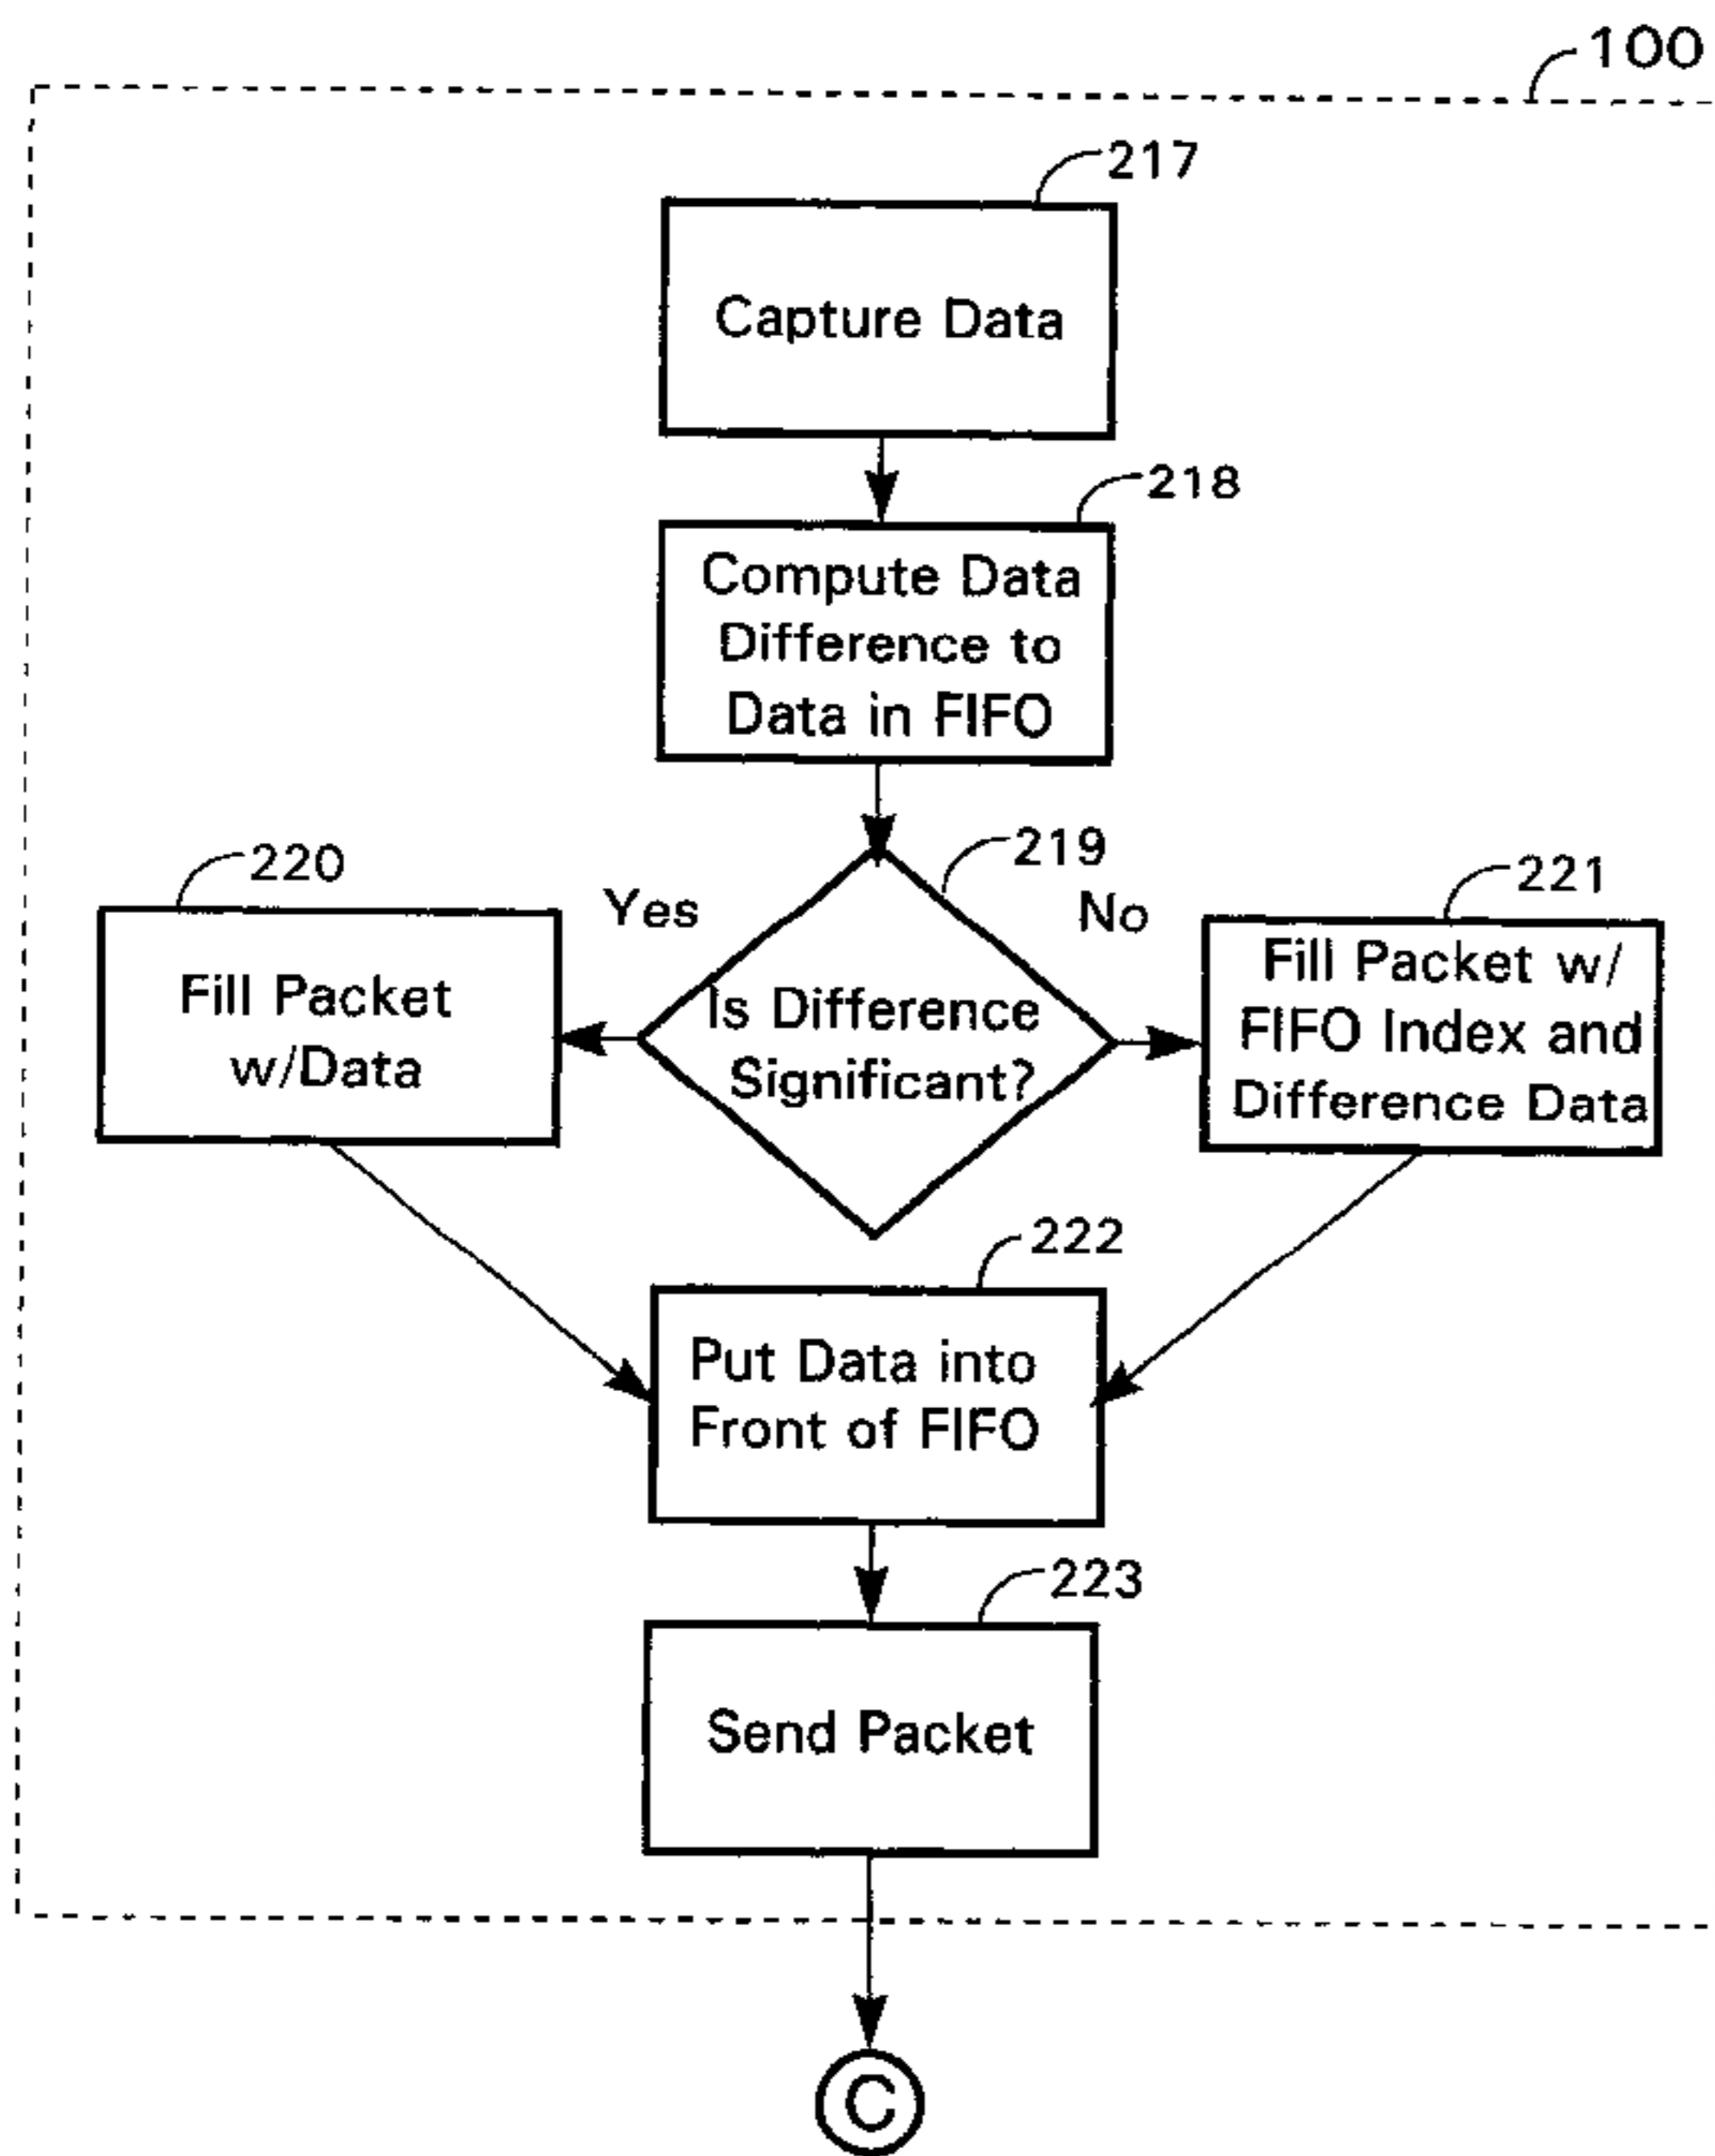 100
217
Capture Data
218
Compute Data
Difference to
Data in FIFO
219
220
Yes
No
221
Fill Packet
w/Data
Is Difference
Significant?
Fill Packet w/
FIFO Index and
Difference Data
222
Put Data into
Front of FIFO
223
Send Packet
C